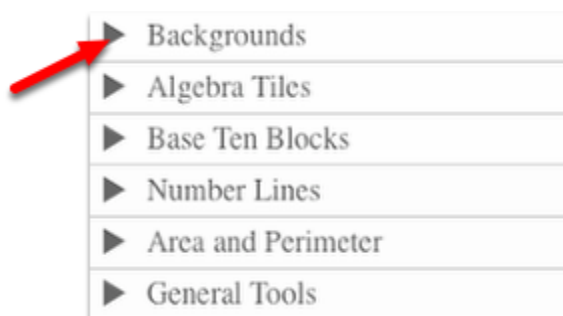 Backgrounds
Algebra Tiles
Base Ten Blocks
Number Lines
Area and Perimeter
General Tools